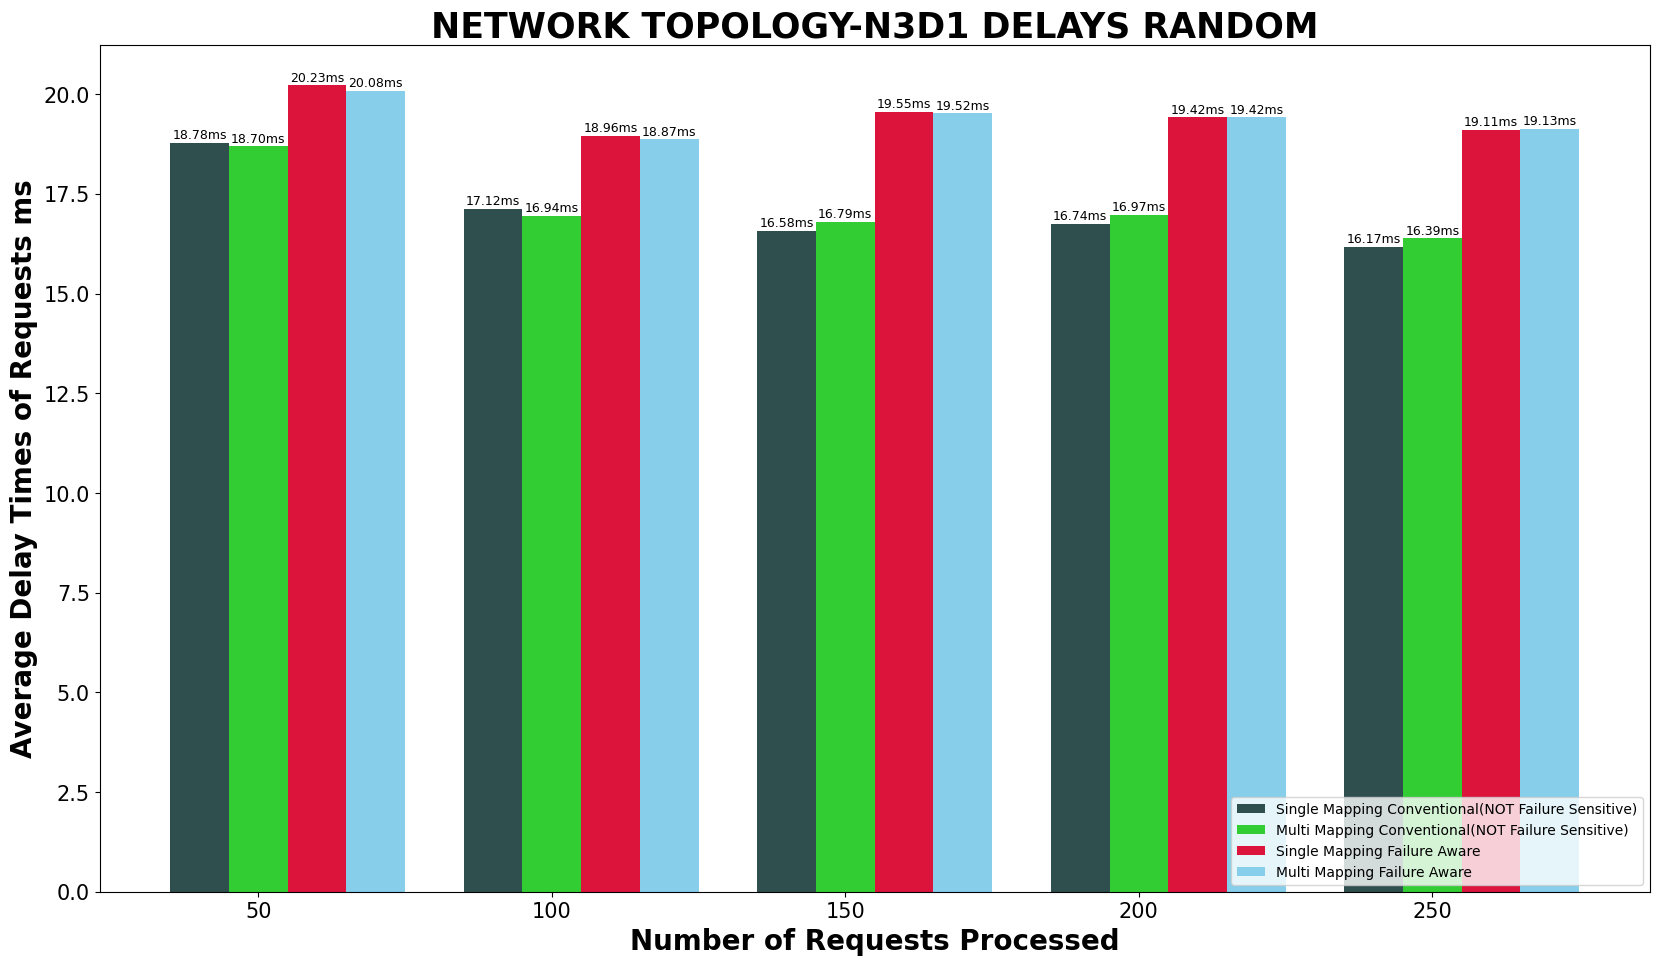 NETWORK TOPOLOGY-N3D1 DELAYS RANDOM
Average Delay Times of Requests ms
20.0
17.5
15.0
12.5
10.0
7.5
5.0
2.5
0.0
18.78ms
18.70ms
20.23ms
20.08ms
17.12ms
16.94ms
18.96ms
18.87ms
16.58ms
16.79ms
19.55ms
19.52ms
16.74ms
16.97ms
19.42ms
19.42ms
16.17ms
16.39ms
19.11ms
19.13ms
Single Mapping Conventional(NOT Failure Sensitive)
Multi Mapping Conventional(NOT Failure Sensitive)
Single Mapping Failure Aware
Multi Mapping Failure Aware
50 100 150 200 250
Number of Requests Processed